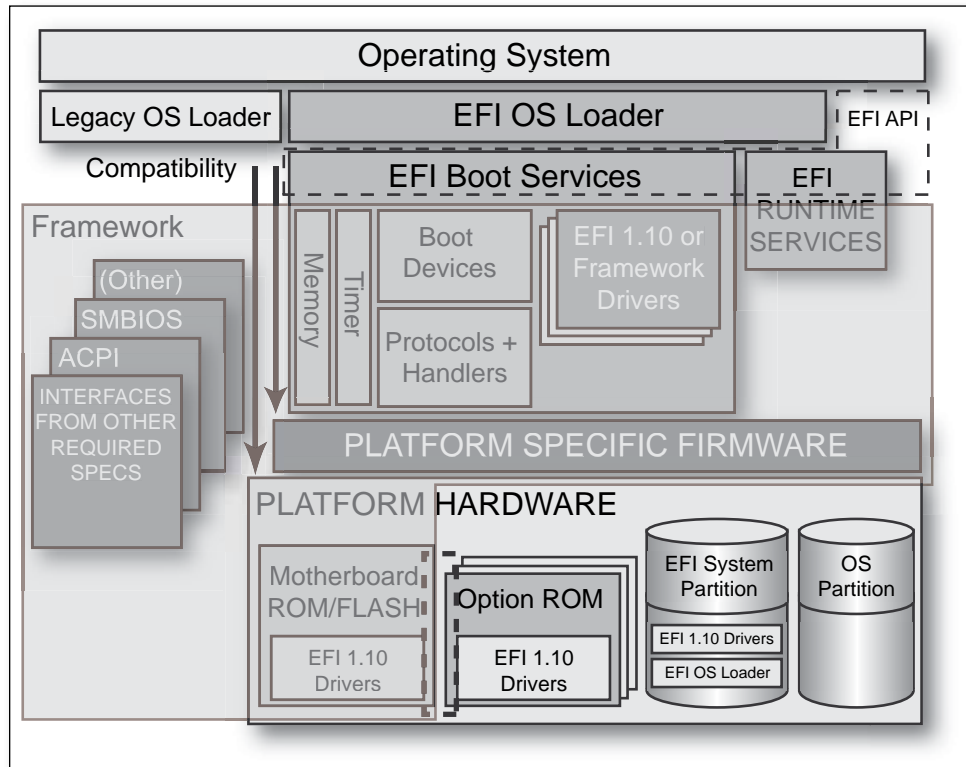 Operating System
Legacy OS Loader
EFI OS Loader
EFI API
Compatibility
EFI Boot Services
EFI
RUNTIME
SERVICES
Framework
Memory
Timer
Boot
Devices
Protocols +
Handlers
EFI 1.10 or
Framework
Drivers
(Other)
SMBIOS
ACPI
INTERFACES
FROM OTHER
REQUIRED
SPECS
PLATFORM SPECIFIC FIRMWARE
PLATFORM HARDWARE
Motherboard
ROM/FLASH
EFI 1.10
Drivers
Option ROM
EFI 1.10
Drivers
EFI System
Partition
EFI 1.10 Drivers
EFI OS Loader
OS
Partition